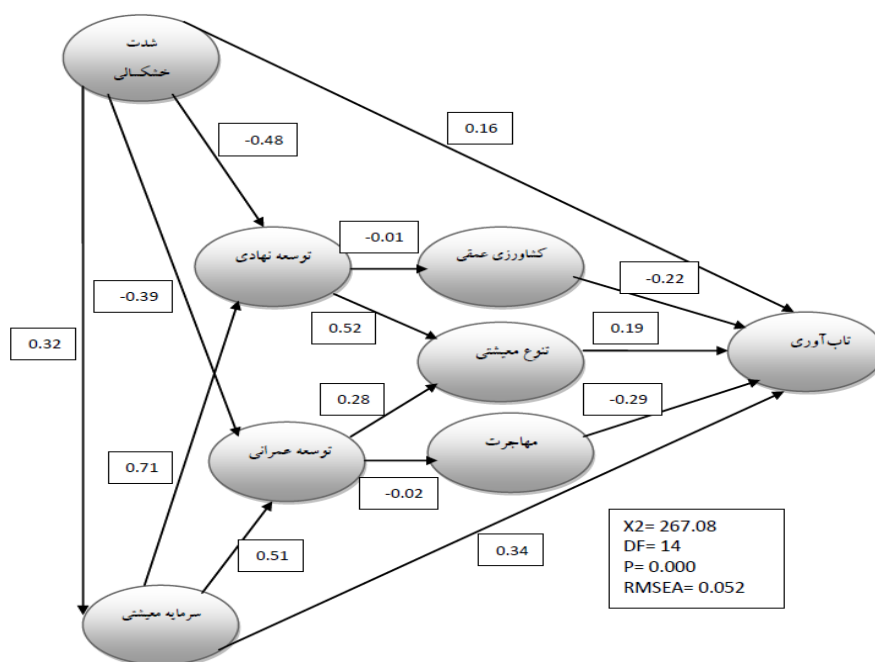 شدت
خشکسالی
0.16
-0.48
توسعه نهادی
-0.01
کشاورزی عمقی
-0.22
-0.39
0.32
0.52
تنوع معیشتی
0.19
تاب‌آوری
0.28
-0.29
توسعه عمرانی
مهاجرت
0.71
-0.02
0.51
0.34
X2= 267.08
DF= 14
P= 0.000
RMSEA= 0.052
سرمایه معیشتی